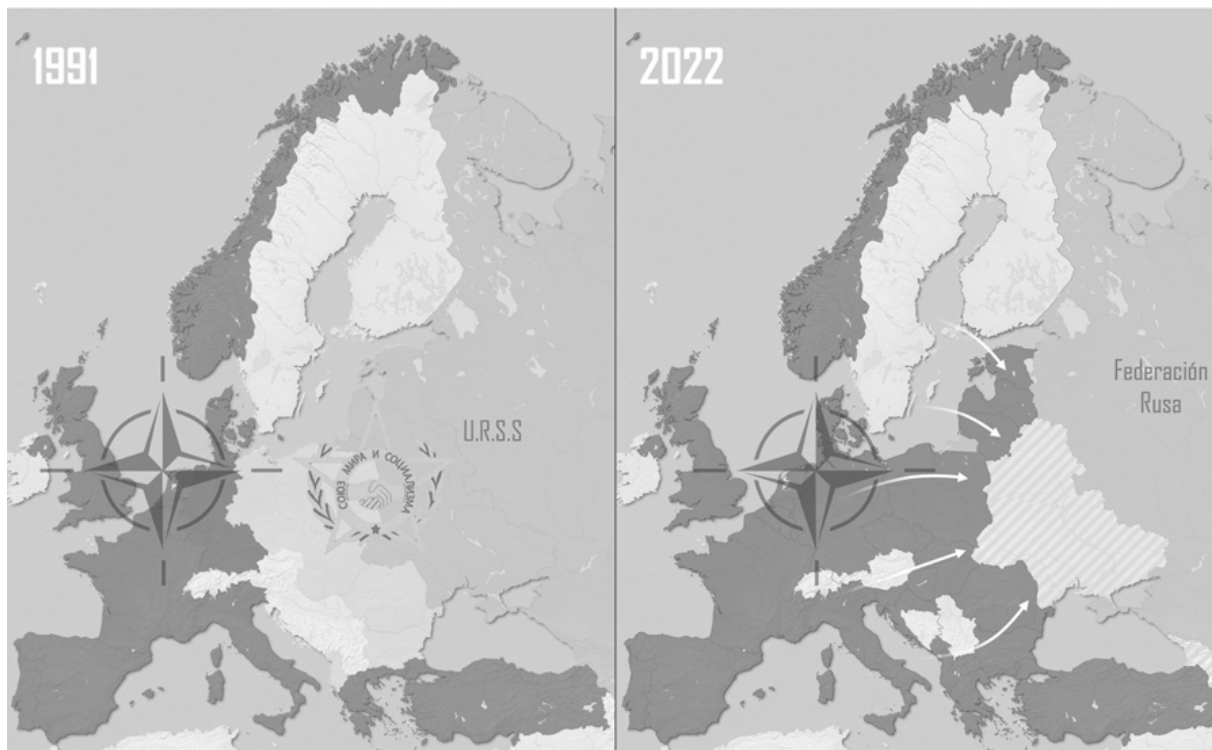 1991
U.R.S.S
СОЮЗ МИРА И СОЦИАЛИЗМА
2022
Federación
Rusa